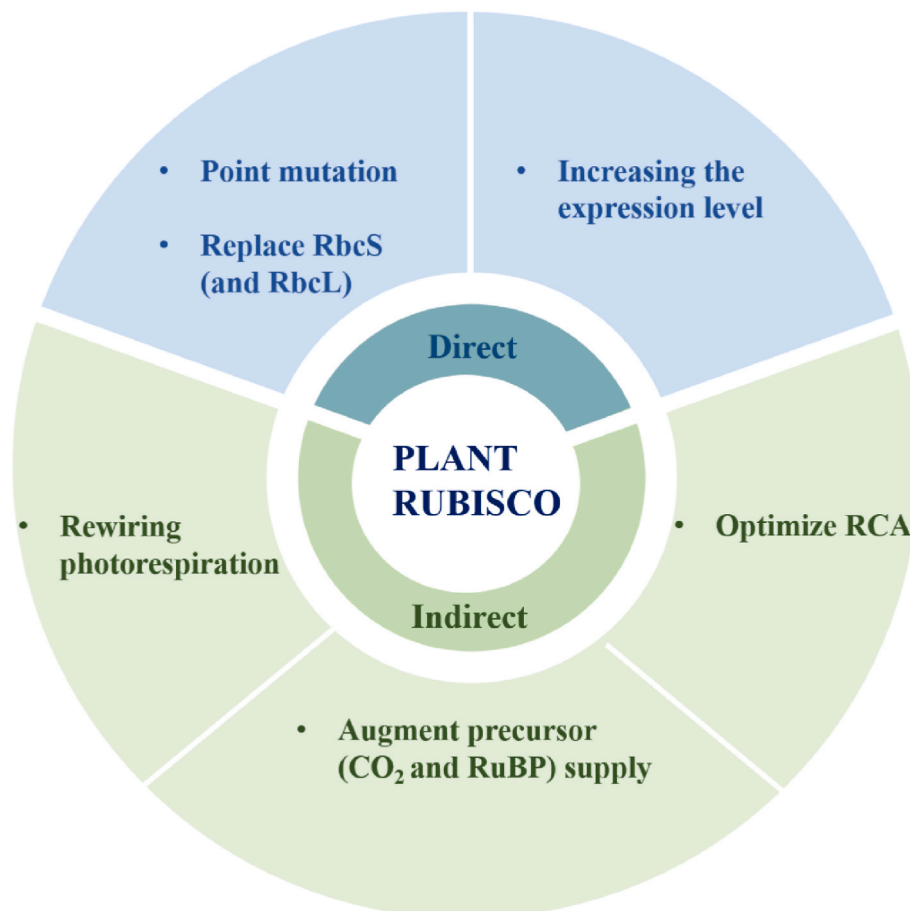 • Point mutation
• Replace RbcS
(and RbcL)
• Increasing the
expression level
Direct
PLANT
RUBISCO
Indirect
• Rewiring
photorespiration
• Optimize RCA
• Augment precursor
(CO₂ and RuBP) supply